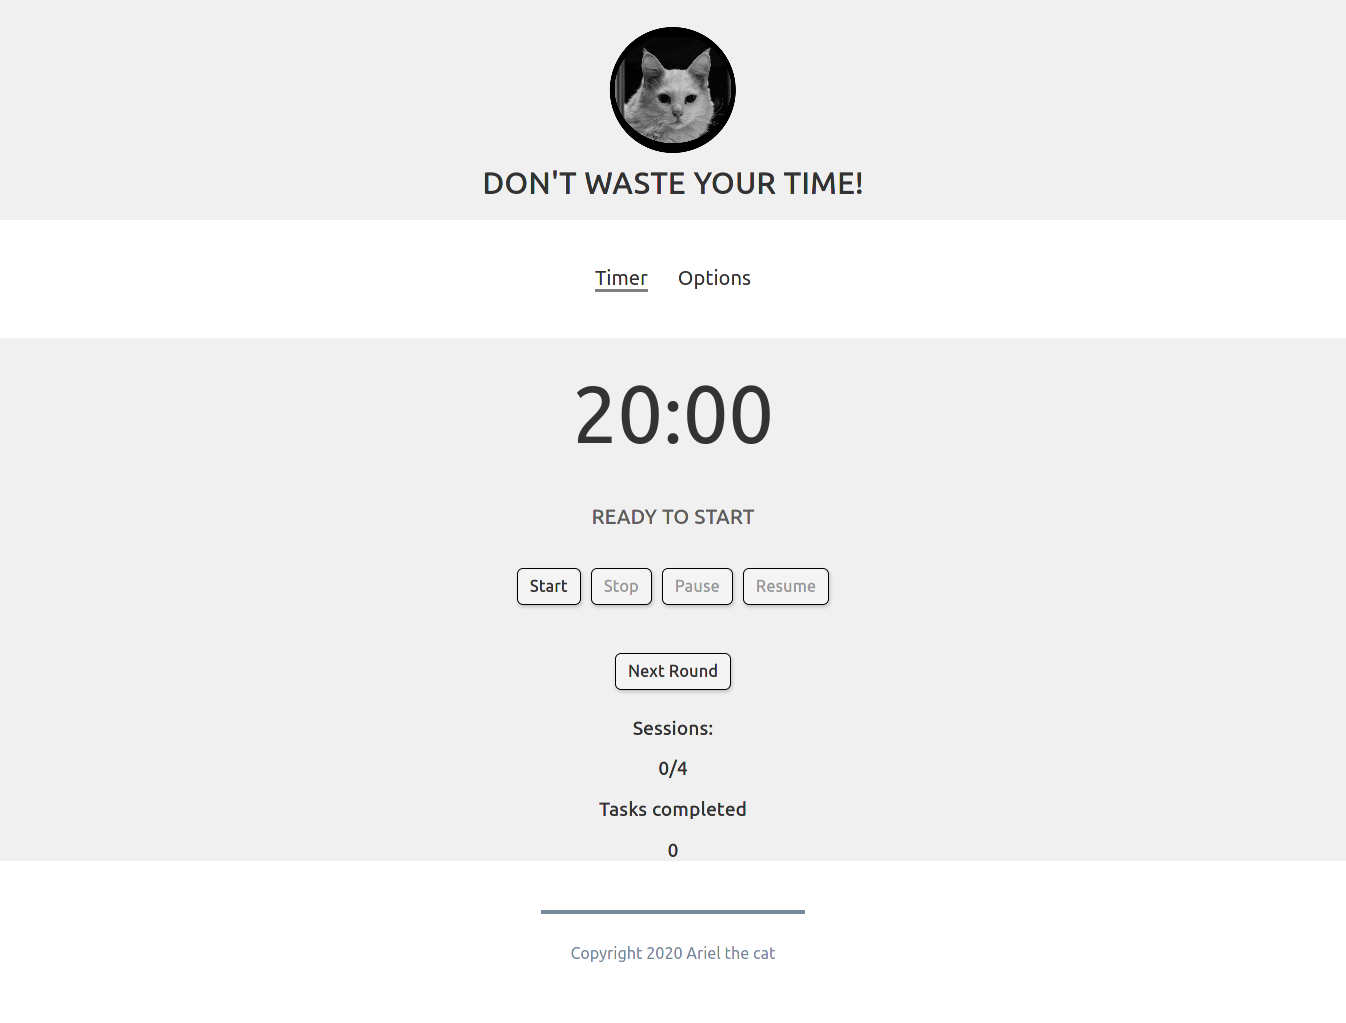 DON'T WASTE YOUR TIME!
Timer Options
20:00
READY TO START
Start Stop Pause Resume
Next Round
Sessions:
0/4
Tasks completed
0
Copyright 2020 Ariel the cat